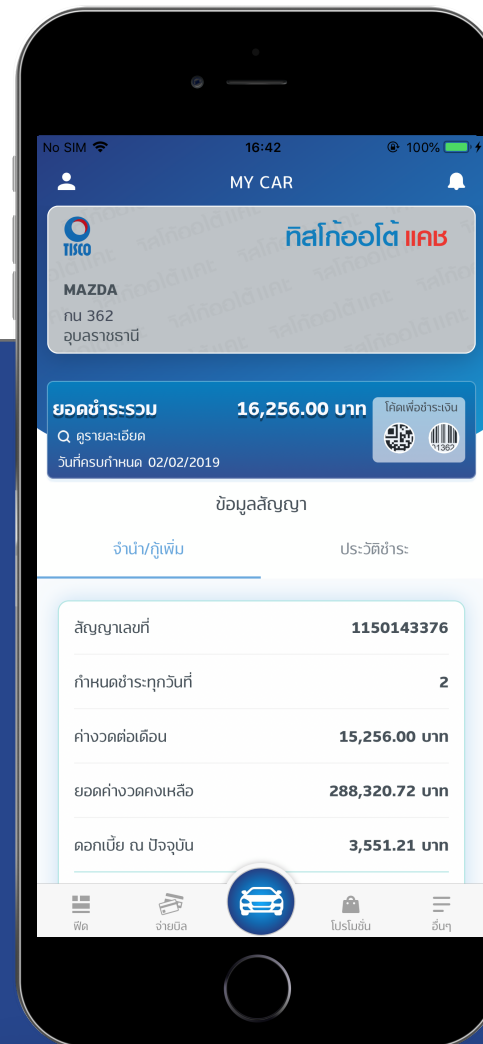 No SIM 16:42 100%
MY CAR
TISCO ทิสโก้ออโต้ แคช
MAZDA
กน 362
อุบลราชธานี
ยอดชำระรวม 16,256.00 บาท โค้ดเพื่อชำระเงิน
ดูรายละเอียด
วันที่ครบกำหนด 02/02/2019
ข้อมูลสัญญา
จำนำ/กู้เพิ่ม ประวัติชำระ
สัญญาเลขที่ 1150143376
กำหนดชำระทุกวันที่ 2
ค่างวดต่อเดือน 15,256.00 บาท
ยอดค่างวดคงเหลือ 288,320.72 บาท
ดอกเบี้ย ณ ปัจจุบัน 3,551.21 บาท
ฟีด จ่ายบิล โปรโมชั่น อื่นๆ